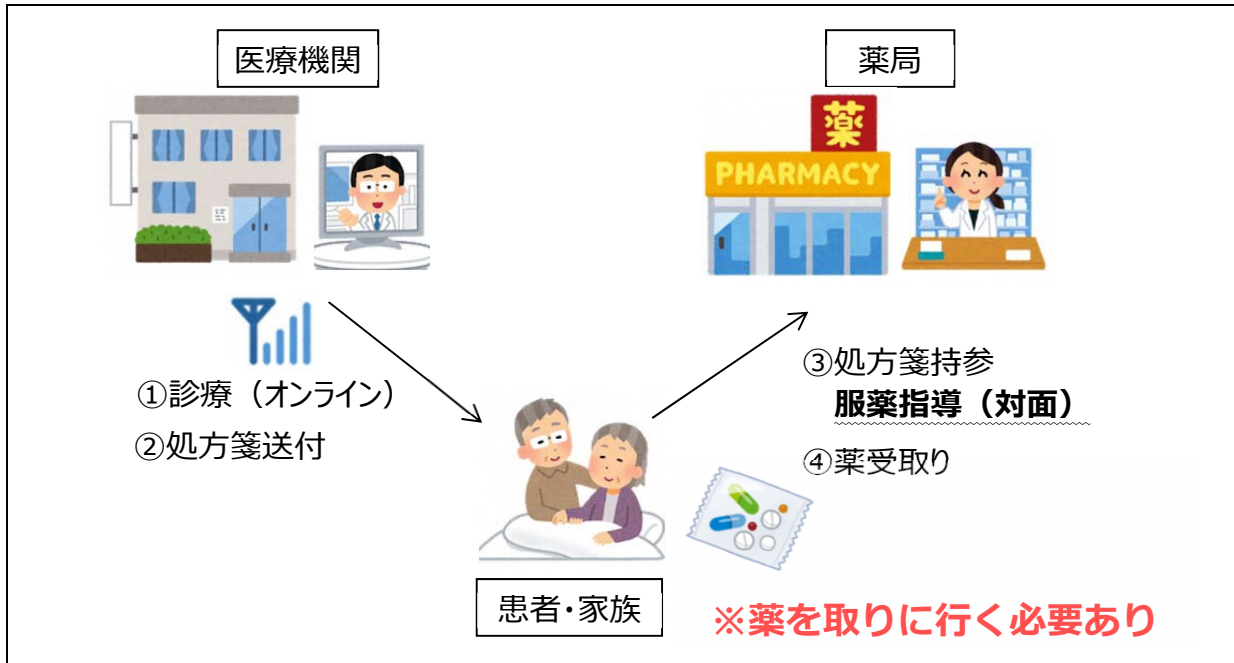 医療機関
薬局
薬
PHARMACY
①診療（オンライン）
②処方箋送付
③処方箋持参
服薬指導（対面）
④薬受取り
患者・家族
※薬を取りに行く必要あり